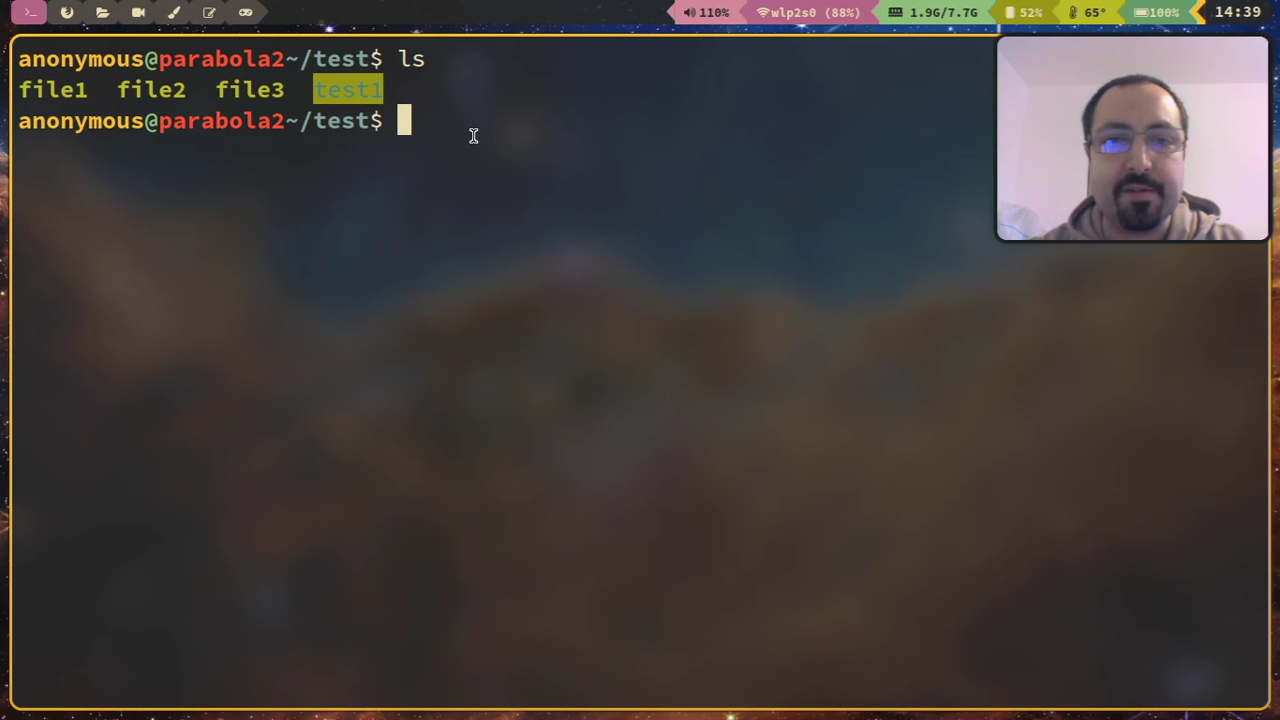 110% wlp2s0 (88%) 1.9G/7.7G 52% 65° 100% 14:39
anonymous@parabola2~/test$ ls
file1 file2 file3 test1
anonymous@parabola2~/test$